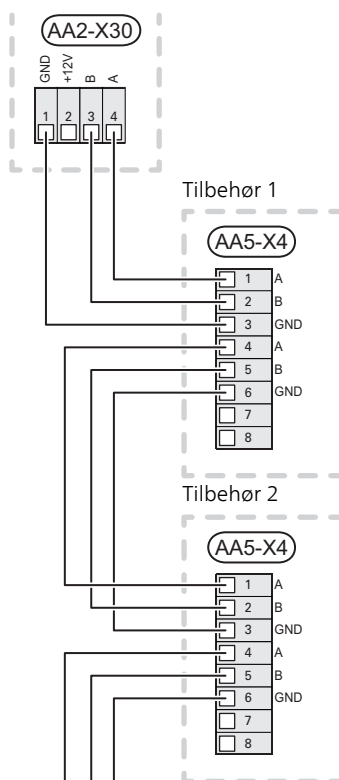 AA2-X30
GND +12V B A
1 2 3 4
Tilbehør 1
AA5-X4
1 A
2 B
3 GND
4 A
5 B
6 GND
7
8
Tilbehør 2
AA5-X4
1 A
2 B
3 GND
4 A
5 B
6 GND
7
8